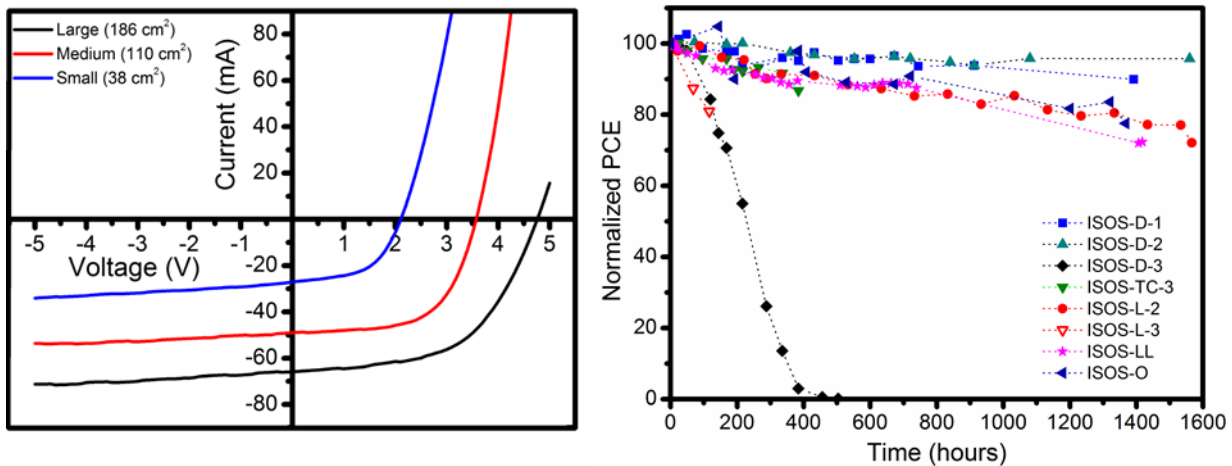 Large (186 cm²)
Medium (110 cm²)
Small (38 cm²)
Current (mA)
80
60
40
20
-20
-40
-60
-80
-5 -4 -3 -2 -1 0 1 2 3 4 5
Voltage (V)
Normalized PCE
100
80
60
40
20
0
ISOS-D-1
ISOS-D-2
ISOS-D-3
ISOS-TC-3
ISOS-L-2
ISOS-L-3
ISOS-LL
ISOS-O
0 200 400 600 800 1000 1200 1400 1600
Time (hours)